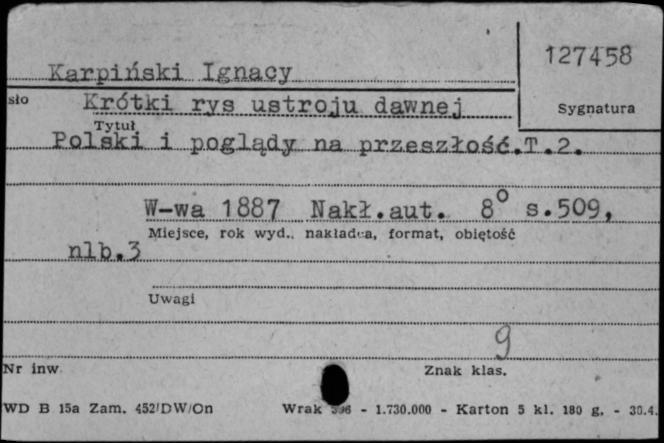 127458
Karpiński Ignacy
sło Krótki rys ustroju dawnej
Sygnatura
Tytuł
Polski i poglądy na przeszłość.T.2.
W-wa 1887 Nakł.aut. 8° s.509,
Miejsce, rok wyd., nakładca, format, objętość
nlb.3
Uwagi
9
Nr inw.
Znak klas.
WD B 15a Zam. 452/DW/On Wrak - 1.730.000 - Karton 5 kl. 180 g. - 30.4.